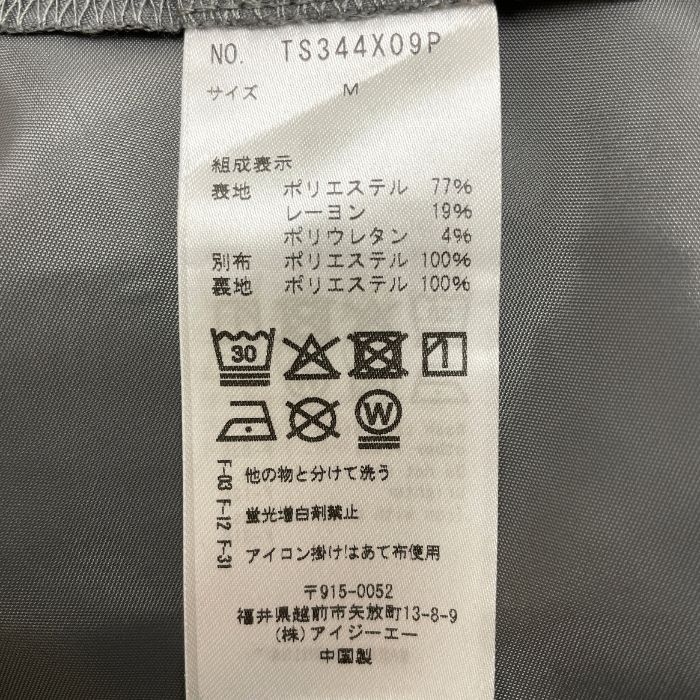 NO. TS344X09P
サイズ M
組成表示
表地 ポリエステル 77%
レーヨン 19%
ポリウレタン 4%
別布 ポリエステル 100%
裏地 ポリエステル 100%
30
W
F-03 他の物と分けて洗う
F-12 蛍光増白剤禁止
F-31 アイロン掛けはあて布使用
〒915-0052
福井県越前市矢放町13-8-9
(株)アイジーエー
中国製